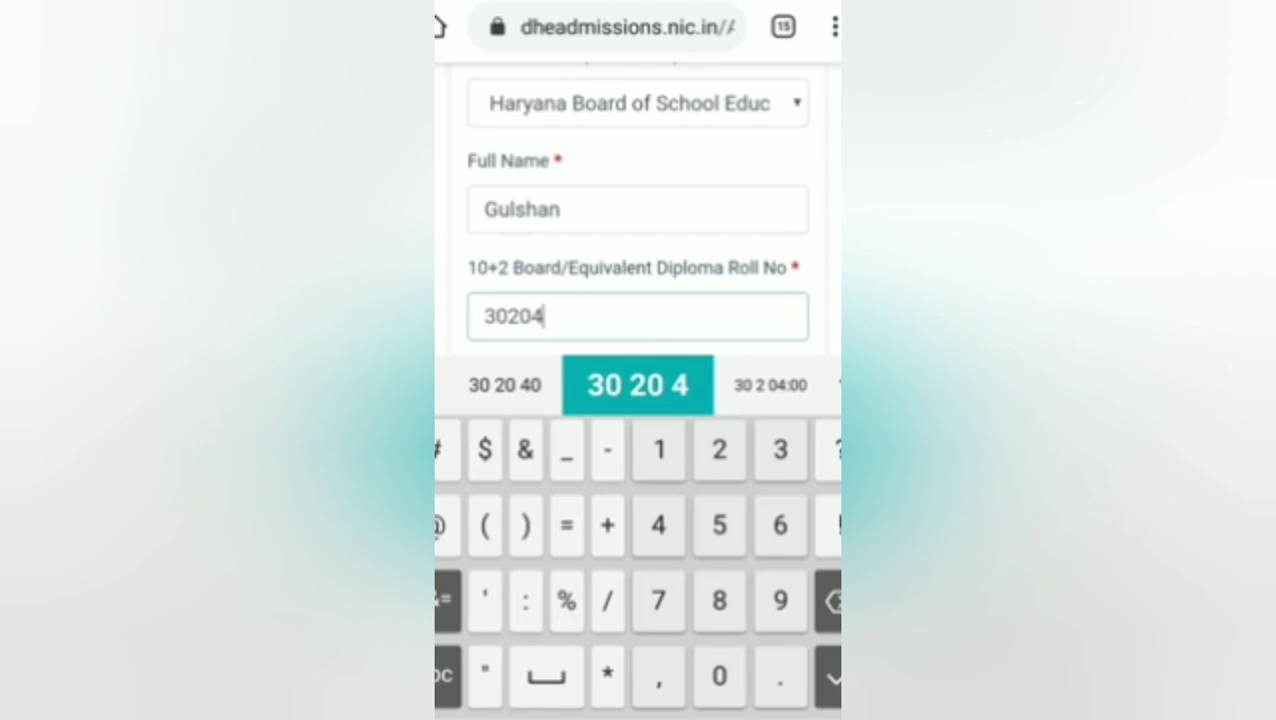 dheadmissions.nic.in//
15
Haryana Board of School Educ
Full Name *
Gulshan
10+2 Board/Equivalent Diploma Roll No *
30204
30 20 40 30 20 4 30 2 04:00
# $ & _ - 1 2 3 ?
@ ( ) = + 4 5 6 !
= ' : % / 7 8 9
" * , 0 .